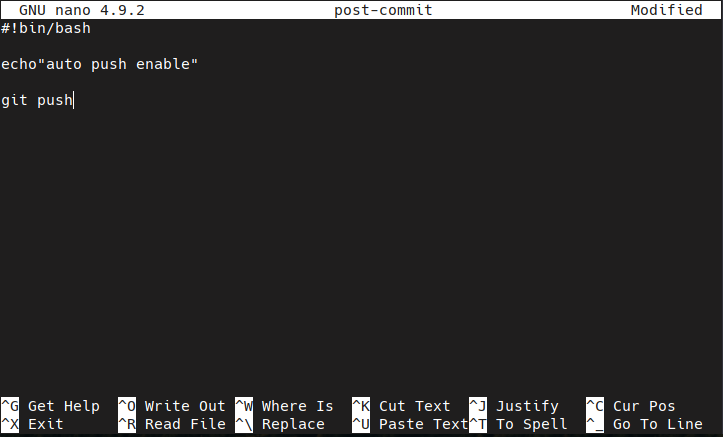 GNU nano 4.9.2 post-commit Modified
#!bin/bash
echo"auto push enable"
git push
^G Get Help ^O Write Out ^W Where Is ^K Cut Text ^J Justify ^C Cur Pos
^X Exit ^R Read File ^\ Replace ^U Paste Text ^T To Spell ^_ Go To Line